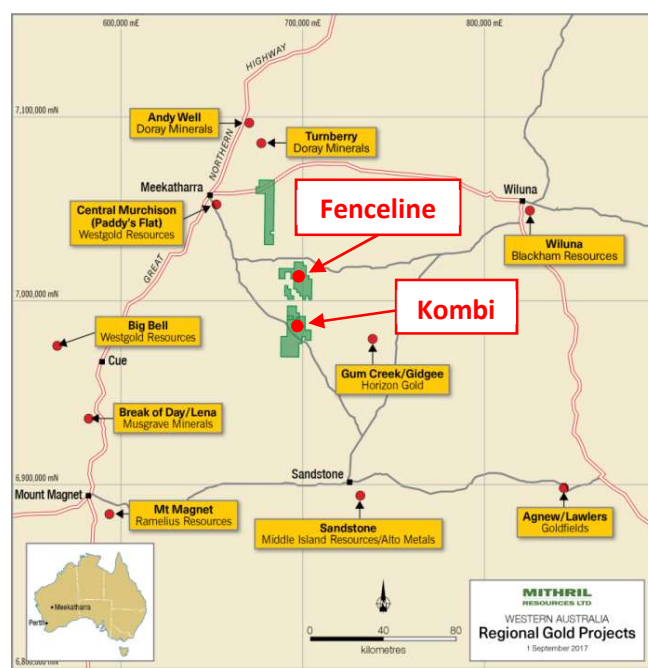 600,000 mE
700,000 mE
800,000 mE
HIGHWAY
7,100,000 mN
Andy Well
Doray Minerals
Turnberry
Doray Minerals
NORTHERN
Meekatharra
Wiluna
Fenceline
Central Murchison
(Paddy's Flat)
Westgold Resources
Wiluna
Blackham Resources
GREAT
7,000,000 mN
Kombi
Big Bell
Westgold Resources
Cue
Gum Creek/Gidgee
Horizon Gold
Break of Day/Lena
Musgrave Minerals
6,900,000 mN
Sandstone
Mount Magnet
Mt Magnet
Ramelius Resources
Sandstone
Middle Island Resources/Alto Metals
Agnew/Lawlers
Goldfields
Meekatharra
Perth
N
0 40 80
kilometres
MITHRIL
RESOURCES LTD
WESTERN AUSTRALIA
Regional Gold Projects
1 September 2017
6,800,000 mN